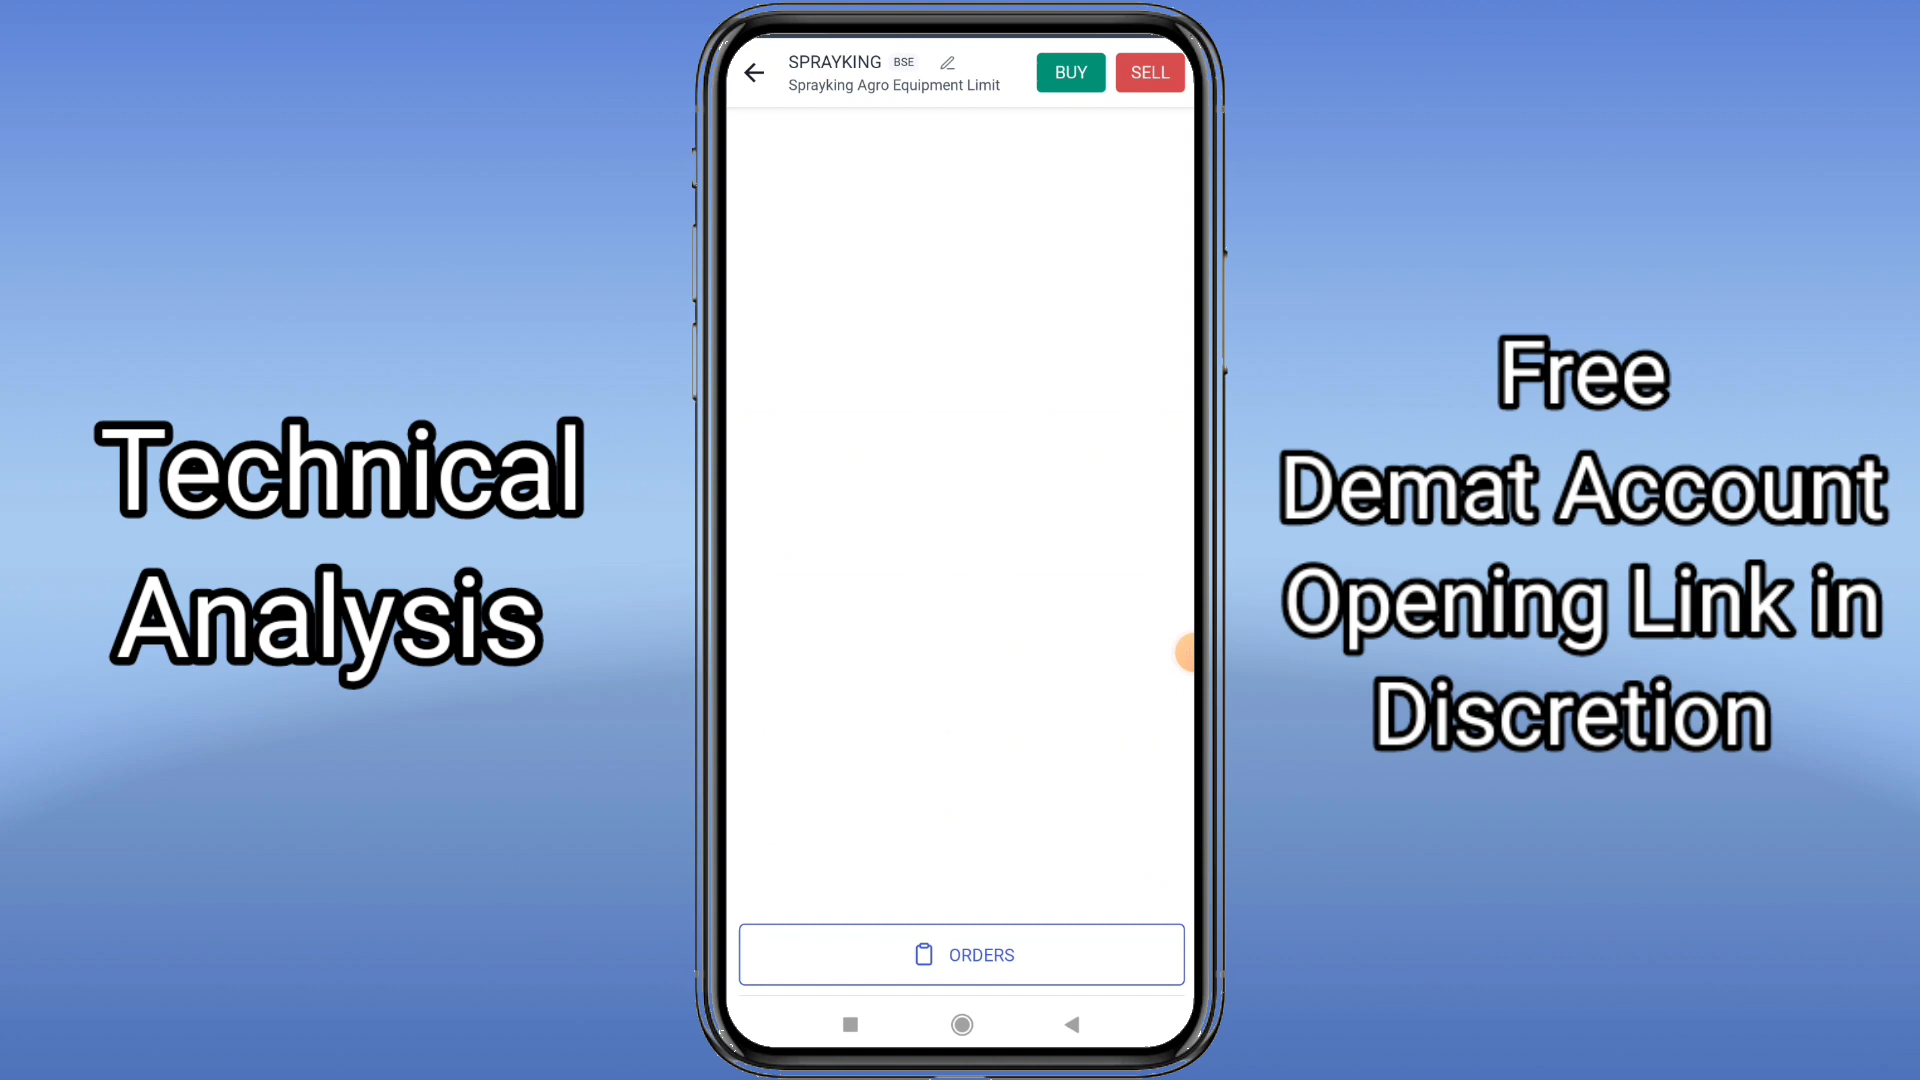 Technical
Analysis
SPRAYKING BSE
Sprayking Agro Equipment Limit
BUY
SELL
ORDERS
Free
Demat Account
Opening Link in
Discretion